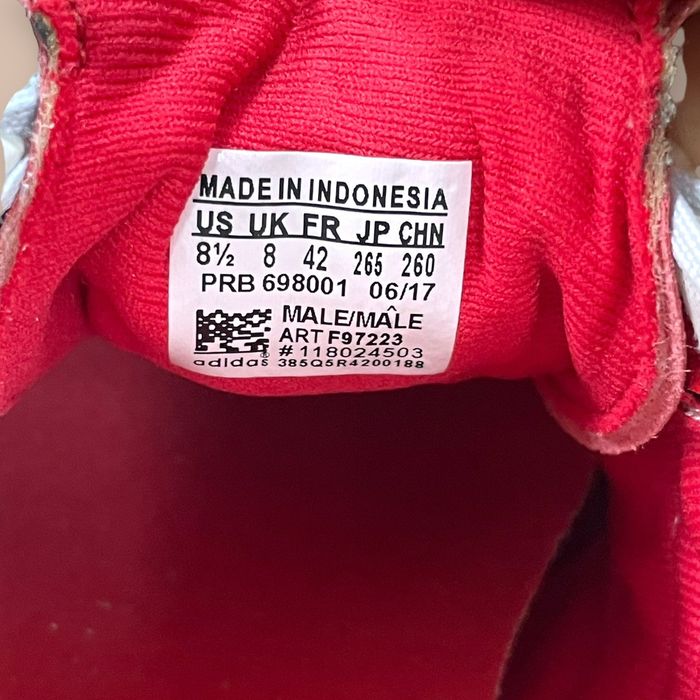 MADE IN INDONESIA
US UK FR JP CHN
8½ 8 42 265 260
PRB 698001 06/17
MALE/MÂLE
ART F97223
#118024503
adidas 385Q5R4200188